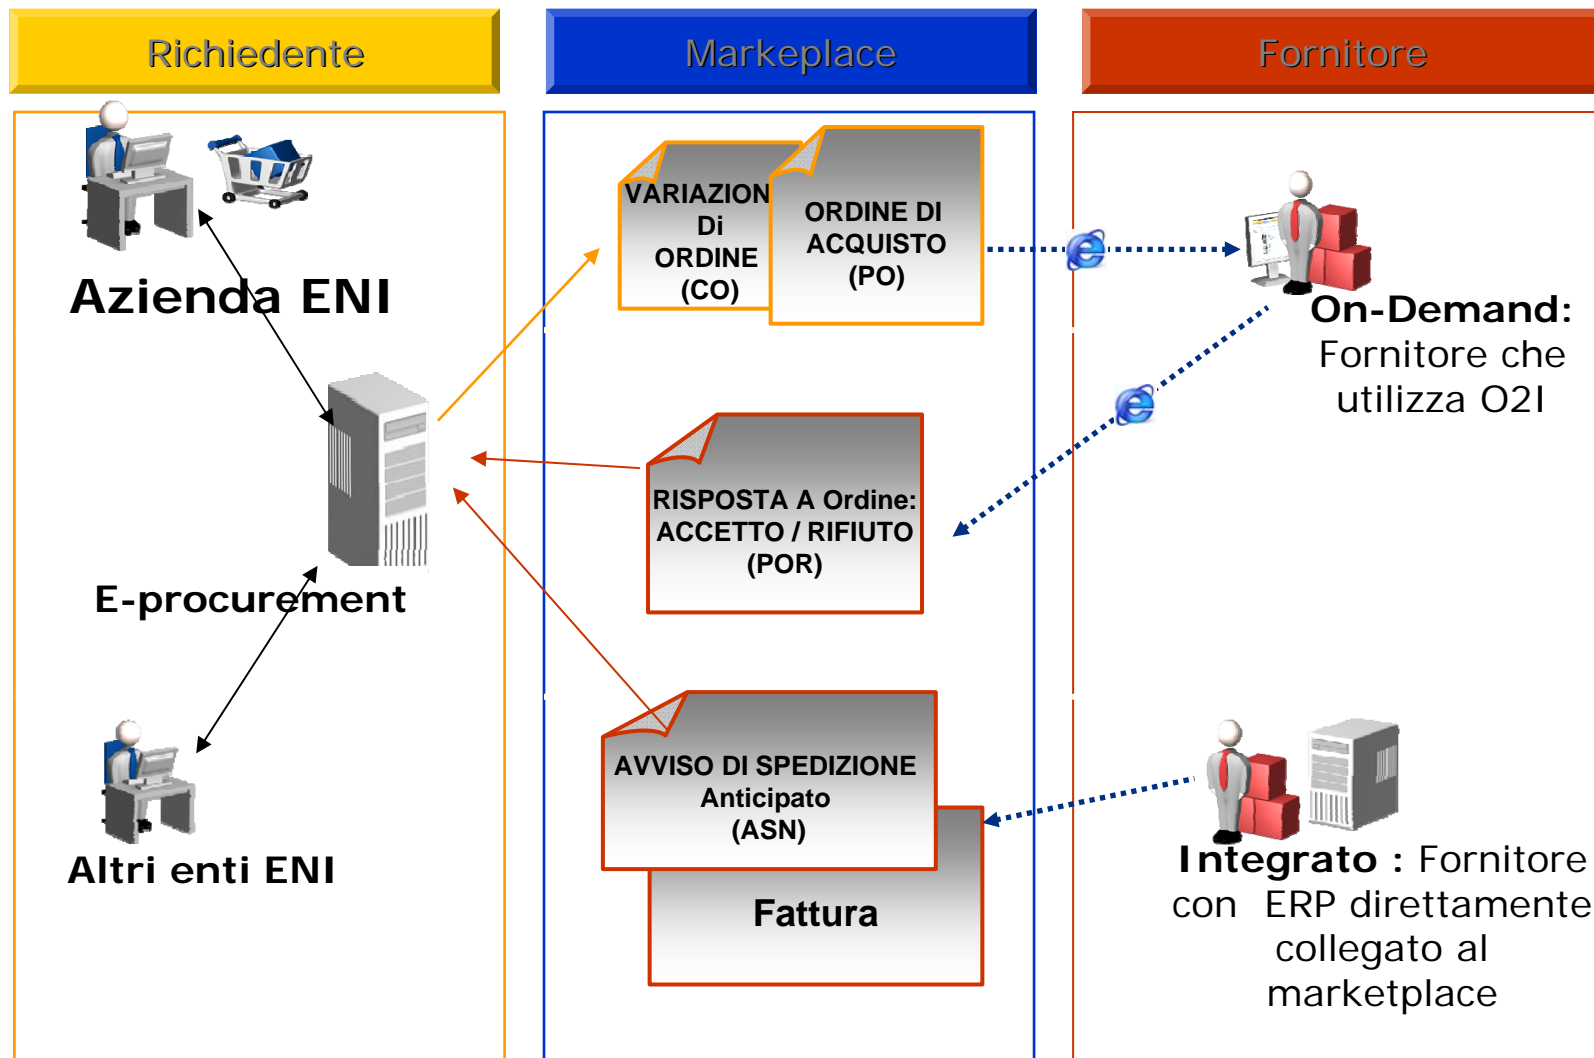 Richiedente
Markeplace
Fornitore
Azienda ENI
E-procurement
Altri enti ENI
VARIAZION
Di
ORDINE
(CO)
ORDINE DI
ACQUISTO
(PO)
RISPOSTA A Ordine:
ACCETTO / RIFIUTO
(POR)
AVVISO DI SPEDIZIONE
Anticipato
(ASN)
Fattura
On-Demand:
Fornitore che
utilizza O2I
Integrato : Fornitore
con ERP direttamente
collegato al
marketplace